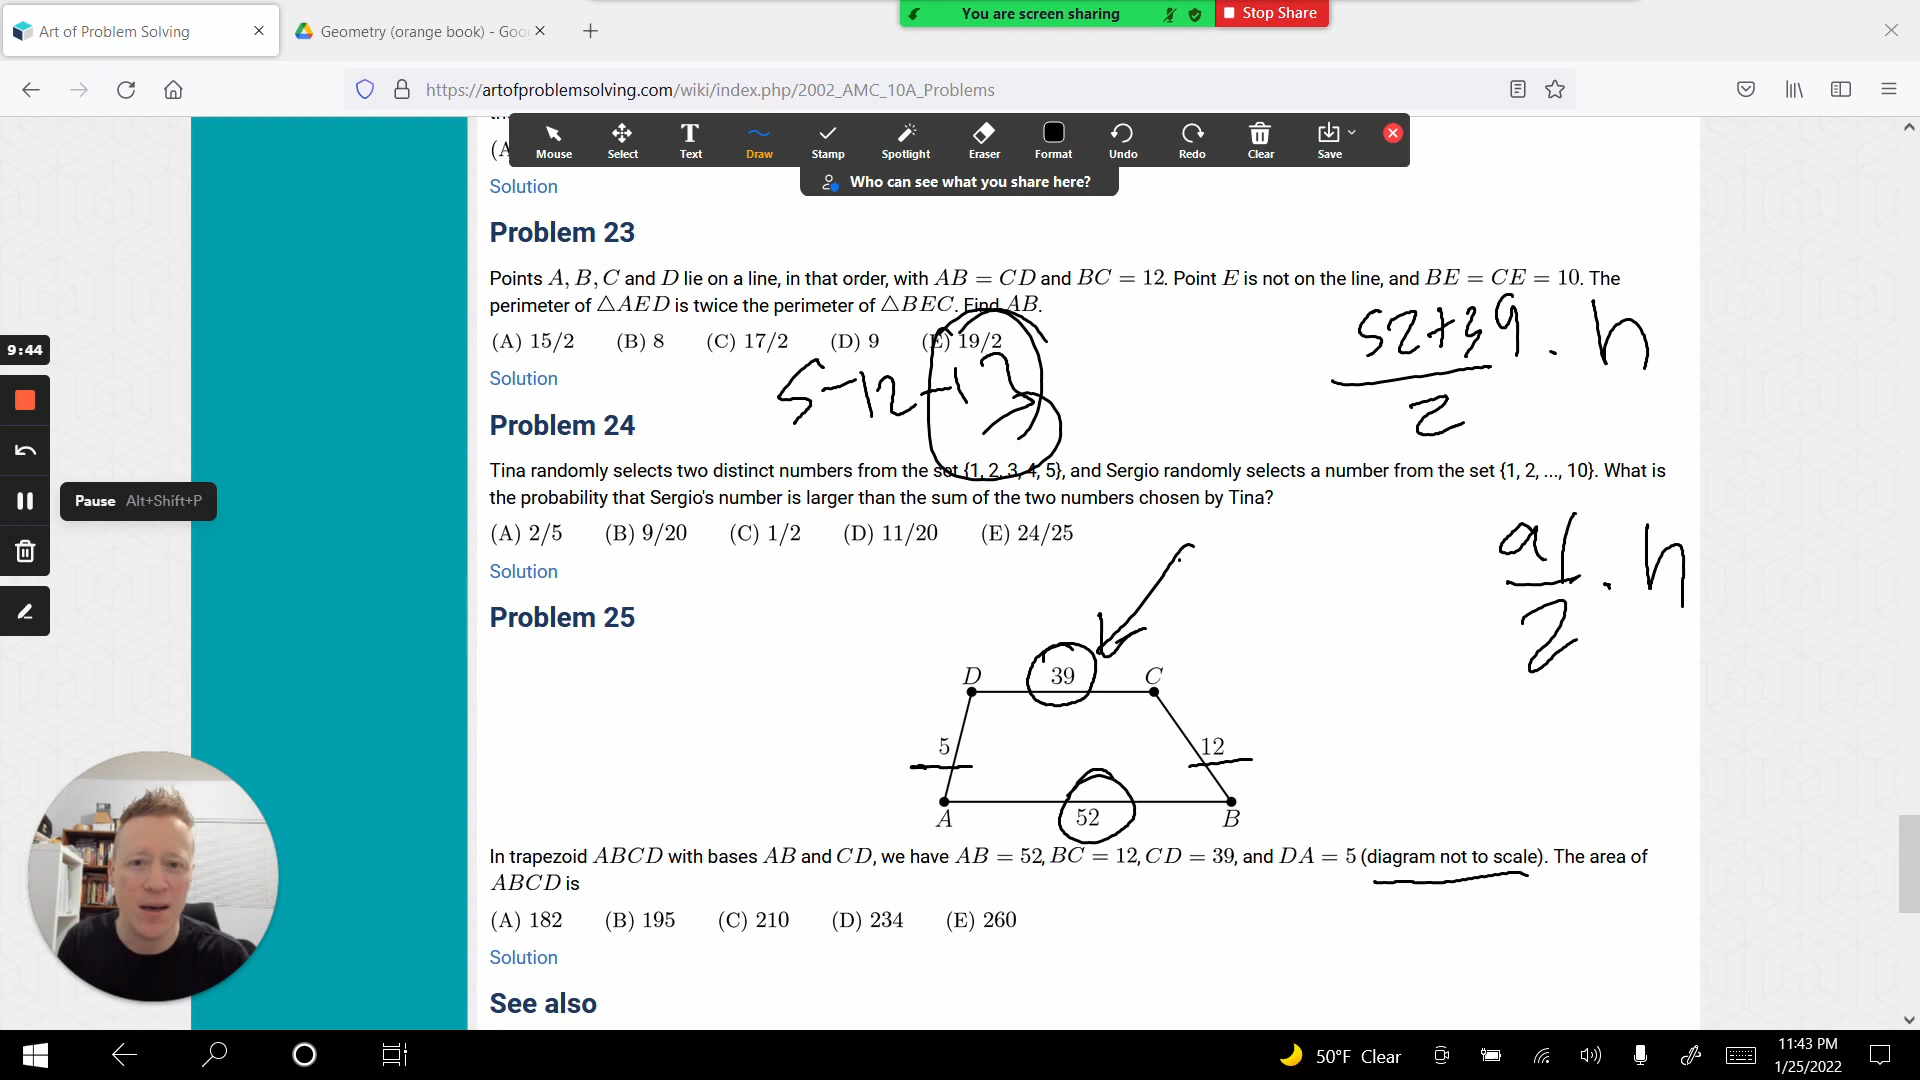 You are screen sharing
Stop Share
Art of Problem Solving
Geometry (orange book) - Goo
https://artofproblemsolving.com/wiki/index.php/2002_AMC_10A_Problems
Mouse Select Text Draw Stamp Spotlight Eraser Format Undo Redo Clear Save
Who can see what you share here?
(A
Solution
Problem 23
Points A, B, C and D lie on a line, in that order, with AB = CD and BC = 12. Point E is not on the line, and BE = CE = 10. The
perimeter of △AED is twice the perimeter of △BEC. Find AB.
(A) 15/2 (B) 8 (C) 17/2 (D) 9 (E) 19/2
52+39 · h
2
Solution
5-12-13
Problem 24
Tina randomly selects two distinct numbers from the set {1, 2, 3, 4, 5}, and Sergio randomly selects a number from the set {1, 2, ..., 10}. What is
the probability that Sergio's number is larger than the sum of the two numbers chosen by Tina?
(A) 2/5 (B) 9/20 (C) 1/2 (D) 11/20 (E) 24/25
91 · h
2
Solution
Problem 25
D 39 C
5 12
A 52 B
In trapezoid ABCD with bases AB and CD, we have AB = 52, BC = 12, CD = 39, and DA = 5 (diagram not to scale). The area of
ABCD is
(A) 182 (B) 195 (C) 210 (D) 234 (E) 260
Solution
See also
9:44
Pause Alt+Shift+P
50°F Clear
11:43 PM
1/25/2022